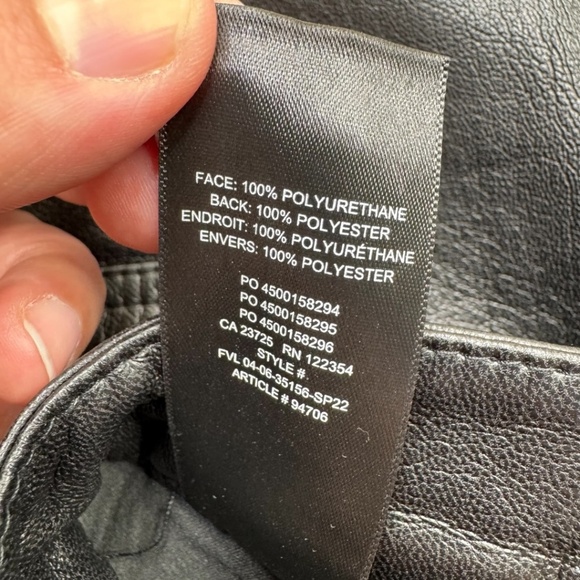 FACE: 100% POLYURETHANE
BACK: 100% POLYESTER
ENDROIT: 100% POLYURÉTHANE
ENVERS: 100% POLYESTER
PO 4500158294
PO 4500158295
PO 4500158296
CA 23725 RN 122354
STYLE #
FVL 04-06-35156-SP22
ARTICLE # 94706